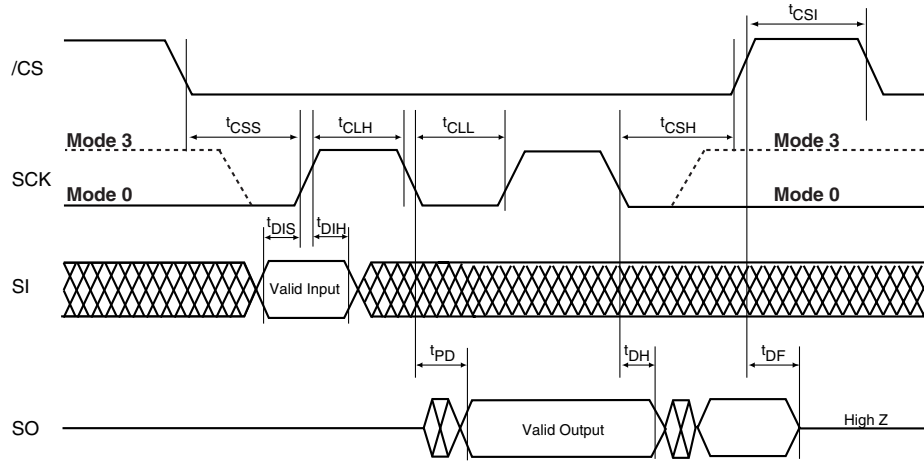 tCSI
/CS
tCSS
tCLH
tCLL
tCSH
Mode 3
Mode 3
SCK
Mode 0
Mode 0
tDIS
tDIH
SI
Valid Input
tPD
tDH
tDF
SO
Valid Output
High Z